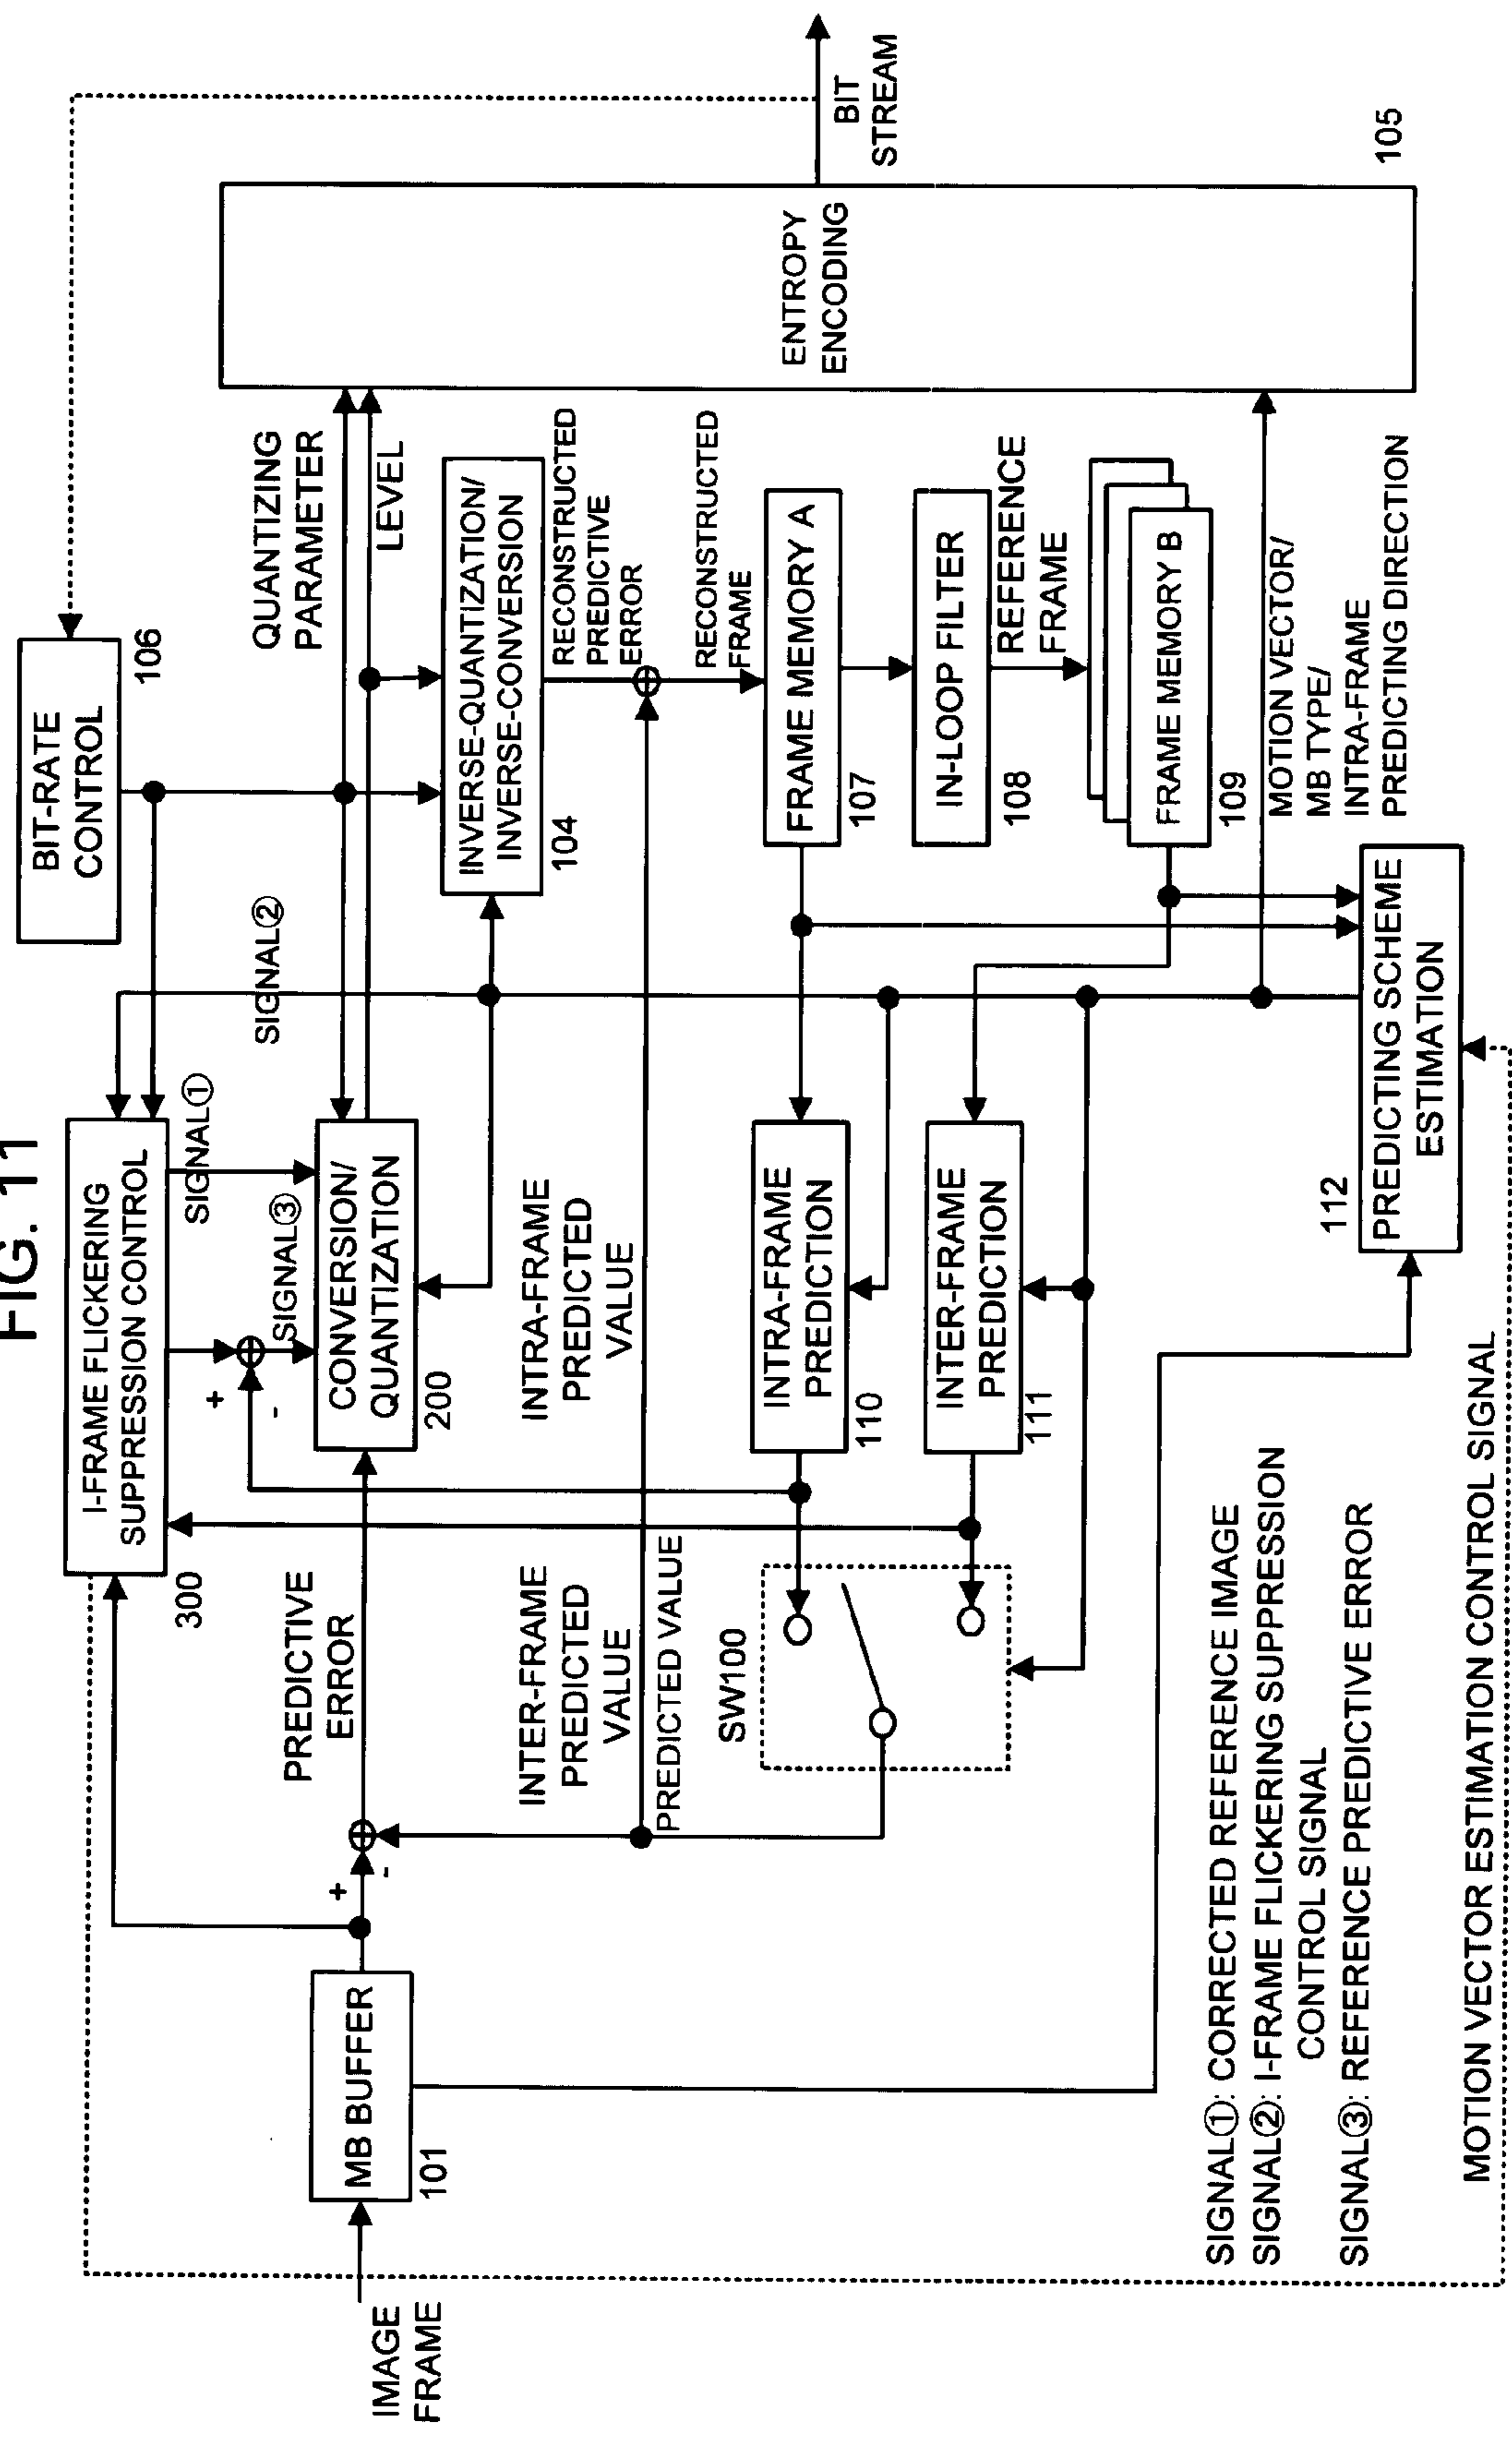 FIG. 11
IMAGE
FRAME
MB BUFFER
101
+
-
PREDICTIVE
ERROR
I-FRAME FLICKERING
SUPPRESSION CONTROL
300
+
-
SIGNAL①
SIGNAL③
SIGNAL②
CONVERSION/
QUANTIZATION
200
BIT-RATE
CONTROL
106
QUANTIZING
PARAMETER
LEVEL
INVERSE-QUANTIZATION/
INVERSE-CONVERSION
104
RECONSTRUCTED
PREDICTIVE
ERROR
RECONSTRUCTED
FRAME
ENTROPY
ENCODING
105
BIT
STREAM
INTER-FRAME
PREDICTED
VALUE
INTRA-FRAME
PREDICTED
VALUE
PREDICTED VALUE
SW100
INTRA-FRAME
PREDICTION
110
INTER-FRAME
PREDICTION
111
FRAME MEMORY A
107
IN-LOOP FILTER
108
REFERENCE
FRAME
FRAME MEMORY B
109
MOTION VECTOR/
MB TYPE/
INTRA-FRAME
PREDICTING DIRECTION
112
PREDICTING SCHEME
ESTIMATION
SIGNAL①: CORRECTED REFERENCE IMAGE
SIGNAL②: I-FRAME FLICKERING SUPPRESSION
CONTROL SIGNAL
SIGNAL③: REFERENCE PREDICTIVE ERROR
MOTION VECTOR ESTIMATION CONTROL SIGNAL